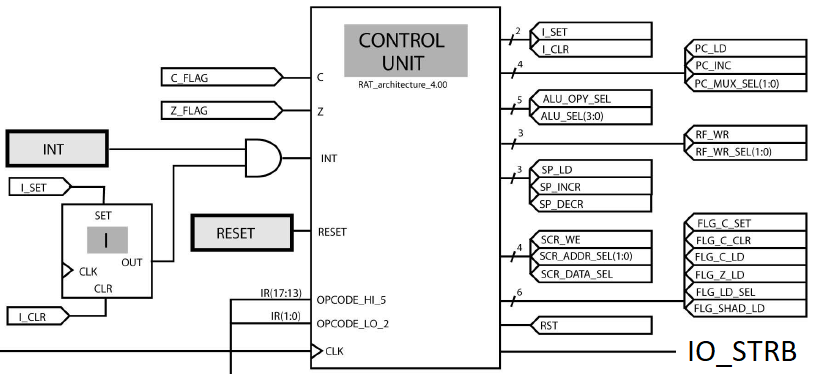 CONTROL
UNIT
RAT_architecture_4.00
C_FLAG
C
Z_FLAG
Z
INT
INT
I_SET
SET
I
OUT
CLK
CLR
I_CLR
RESET
RESET
IR(17:13)
OPCODE_HI_5
IR(1:0)
OPCODE_LO_2
CLK
2
I_SET
I_CLR
4
PC_LD
PC_INC
PC_MUX_SEL(1:0)
5
ALU_OPY_SEL
ALU_SEL(3:0)
3
RF_WR
RF_WR_SEL(1:0)
3
SP_LD
SP_INCR
SP_DECR
4
SCR_WE
SCR_ADDR_SEL(1:0)
SCR_DATA_SEL
6
FLG_C_SET
FLG_C_CLR
FLG_C_LD
FLG_Z_LD
FLG_LD_SEL
FLG_SHAD_LD
RST
IO_STRB